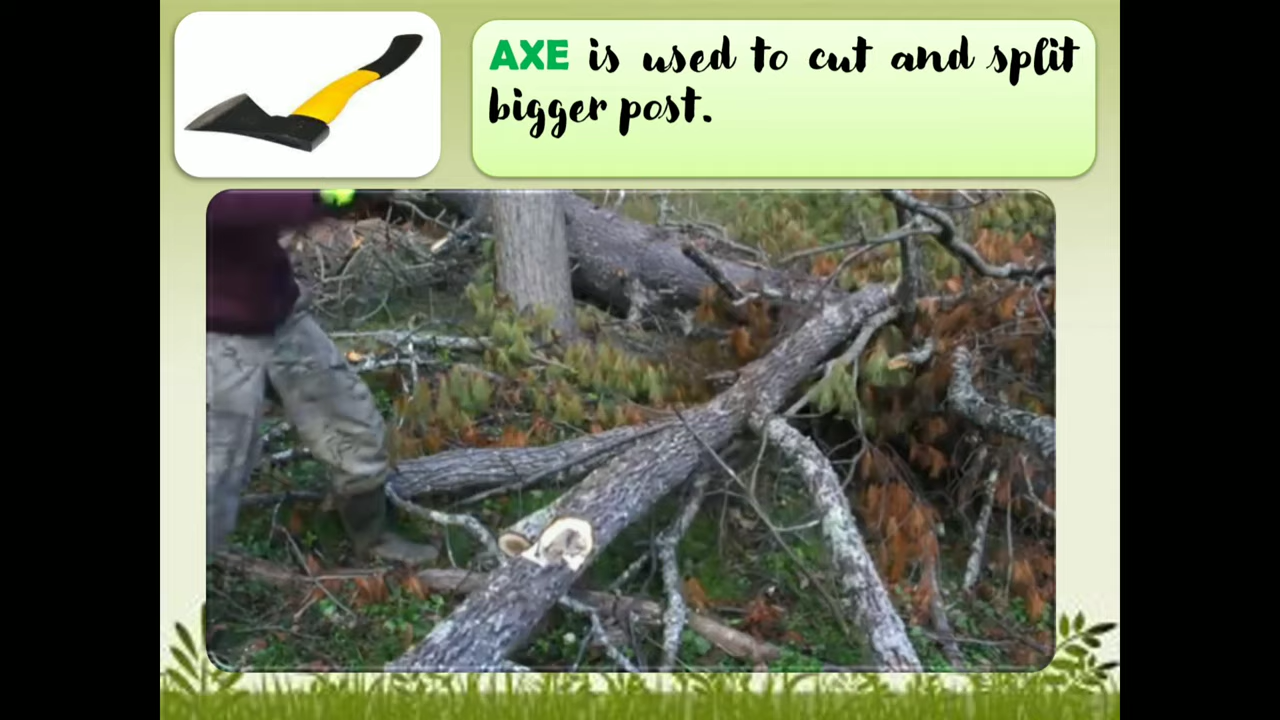 AXE is used to cut and split
bigger post.